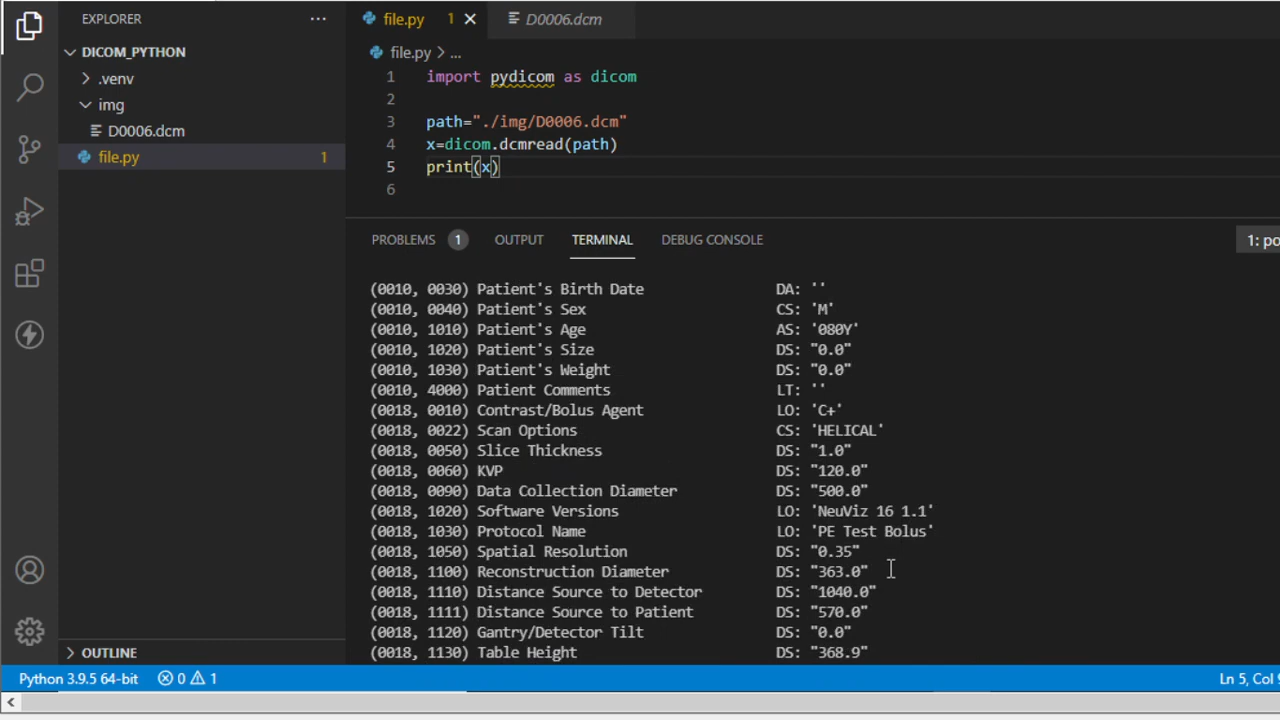 EXPLORER ···
DICOM_PYTHON
.venv
img
D0006.dcm
file.py 1
OUTLINE
file.py 1 ×
D0006.dcm
file.py > ...
1 import pydicom as dicom
2
3 path="./img/D0006.dcm"
4 x=dicom.dcmread(path)
5 print(x)
6
PROBLEMS 1 OUTPUT TERMINAL DEBUG CONSOLE 1: po
(0010, 0030) Patient's Birth Date DA: ''
(0010, 0040) Patient's Sex CS: 'M'
(0010, 1010) Patient's Age AS: '080Y'
(0010, 1020) Patient's Size DS: "0.0"
(0010, 1030) Patient's Weight DS: "0.0"
(0010, 4000) Patient Comments LT: ''
(0018, 0010) Contrast/Bolus Agent LO: 'C+'
(0018, 0022) Scan Options CS: 'HELICAL'
(0018, 0050) Slice Thickness DS: "1.0"
(0018, 0060) KVP DS: "120.0"
(0018, 0090) Data Collection Diameter DS: "500.0"
(0018, 1020) Software Versions LO: 'NeuViz 16 1.1'
(0018, 1030) Protocol Name LO: 'PE Test Bolus'
(0018, 1050) Spatial Resolution DS: "0.35"
(0018, 1100) Reconstruction Diameter DS: "363.0"
(0018, 1110) Distance Source to Detector DS: "1040.0"
(0018, 1111) Distance Source to Patient DS: "570.0"
(0018, 1120) Gantry/Detector Tilt DS: "0.0"
(0018, 1130) Table Height DS: "368.9"
Python 3.9.5 64-bit 0 1 Ln 5, Col 9